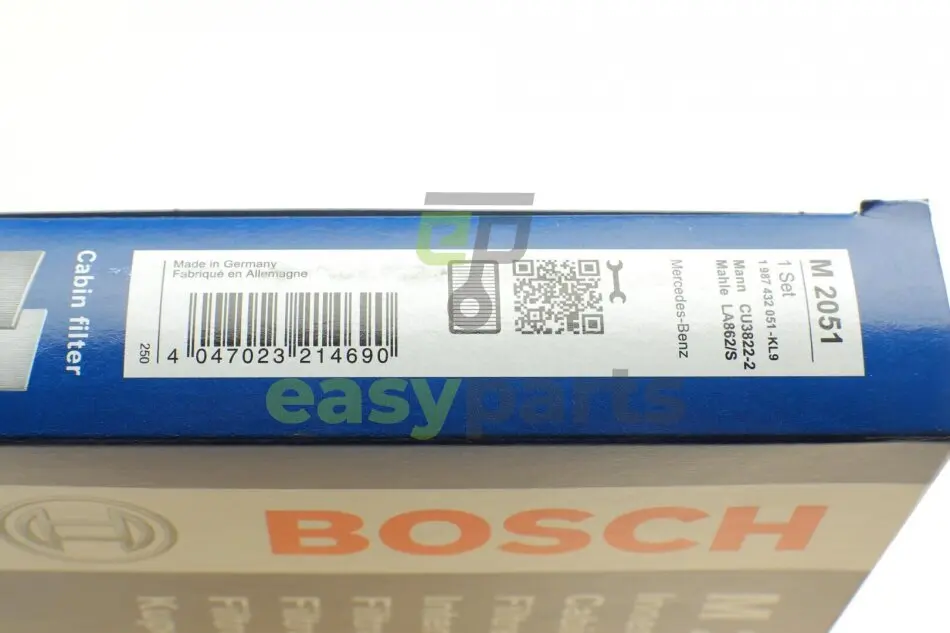 Cabin filter
Made in Germany
Fabriqué en Allemagne
250
4 047023 214690
M 2051
1 Set
1 987 432 051-KL9
Mann CU3822-2
Mahle LA862/S
Mercedes-Benz
easyparts
BOSCH